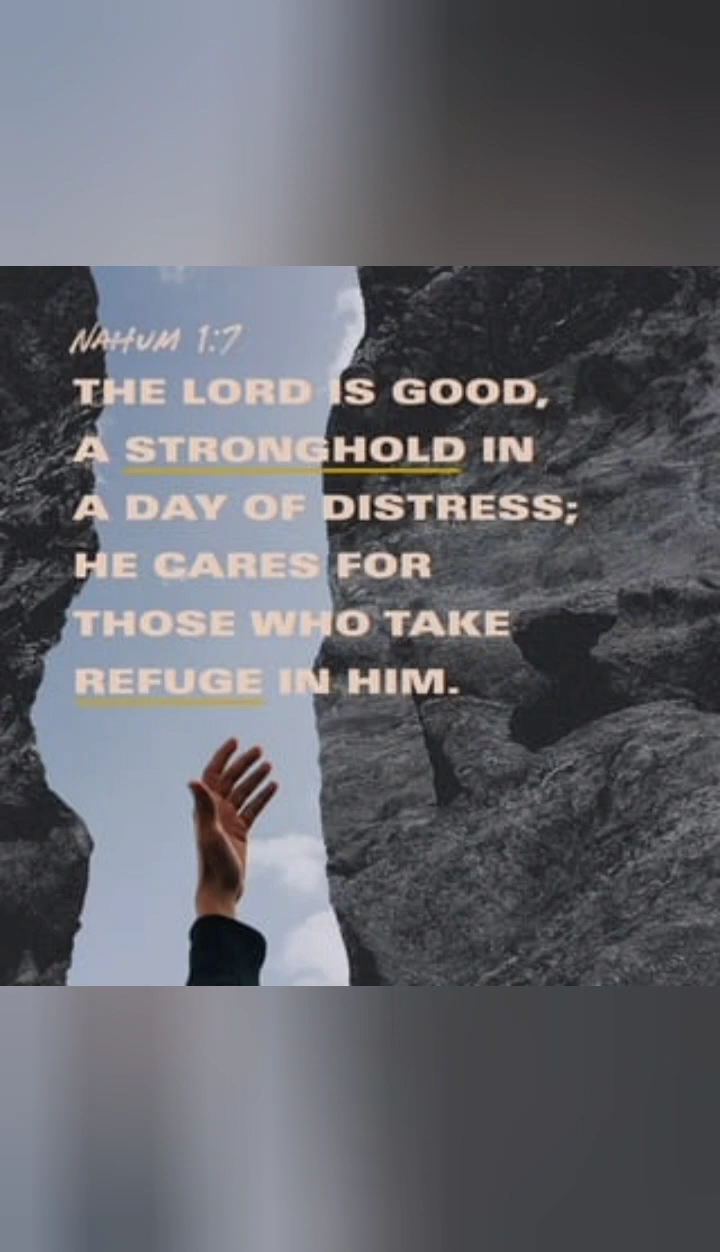 NAHUM 1:7
THE LORD IS GOOD,
A STRONGHOLD IN
A DAY OF DISTRESS;
HE CARES FOR
THOSE WHO TAKE
REFUGE IN HIM.